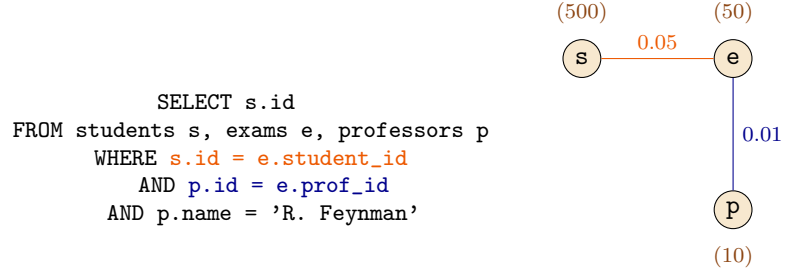 SELECT s.id
FROM students s, exams e, professors p
WHERE s.id = e.student_id
AND p.id = e.prof_id
AND p.name = ’R. Feynman’
(500)
(50)
s
0.05
e
0.01
p
(10)